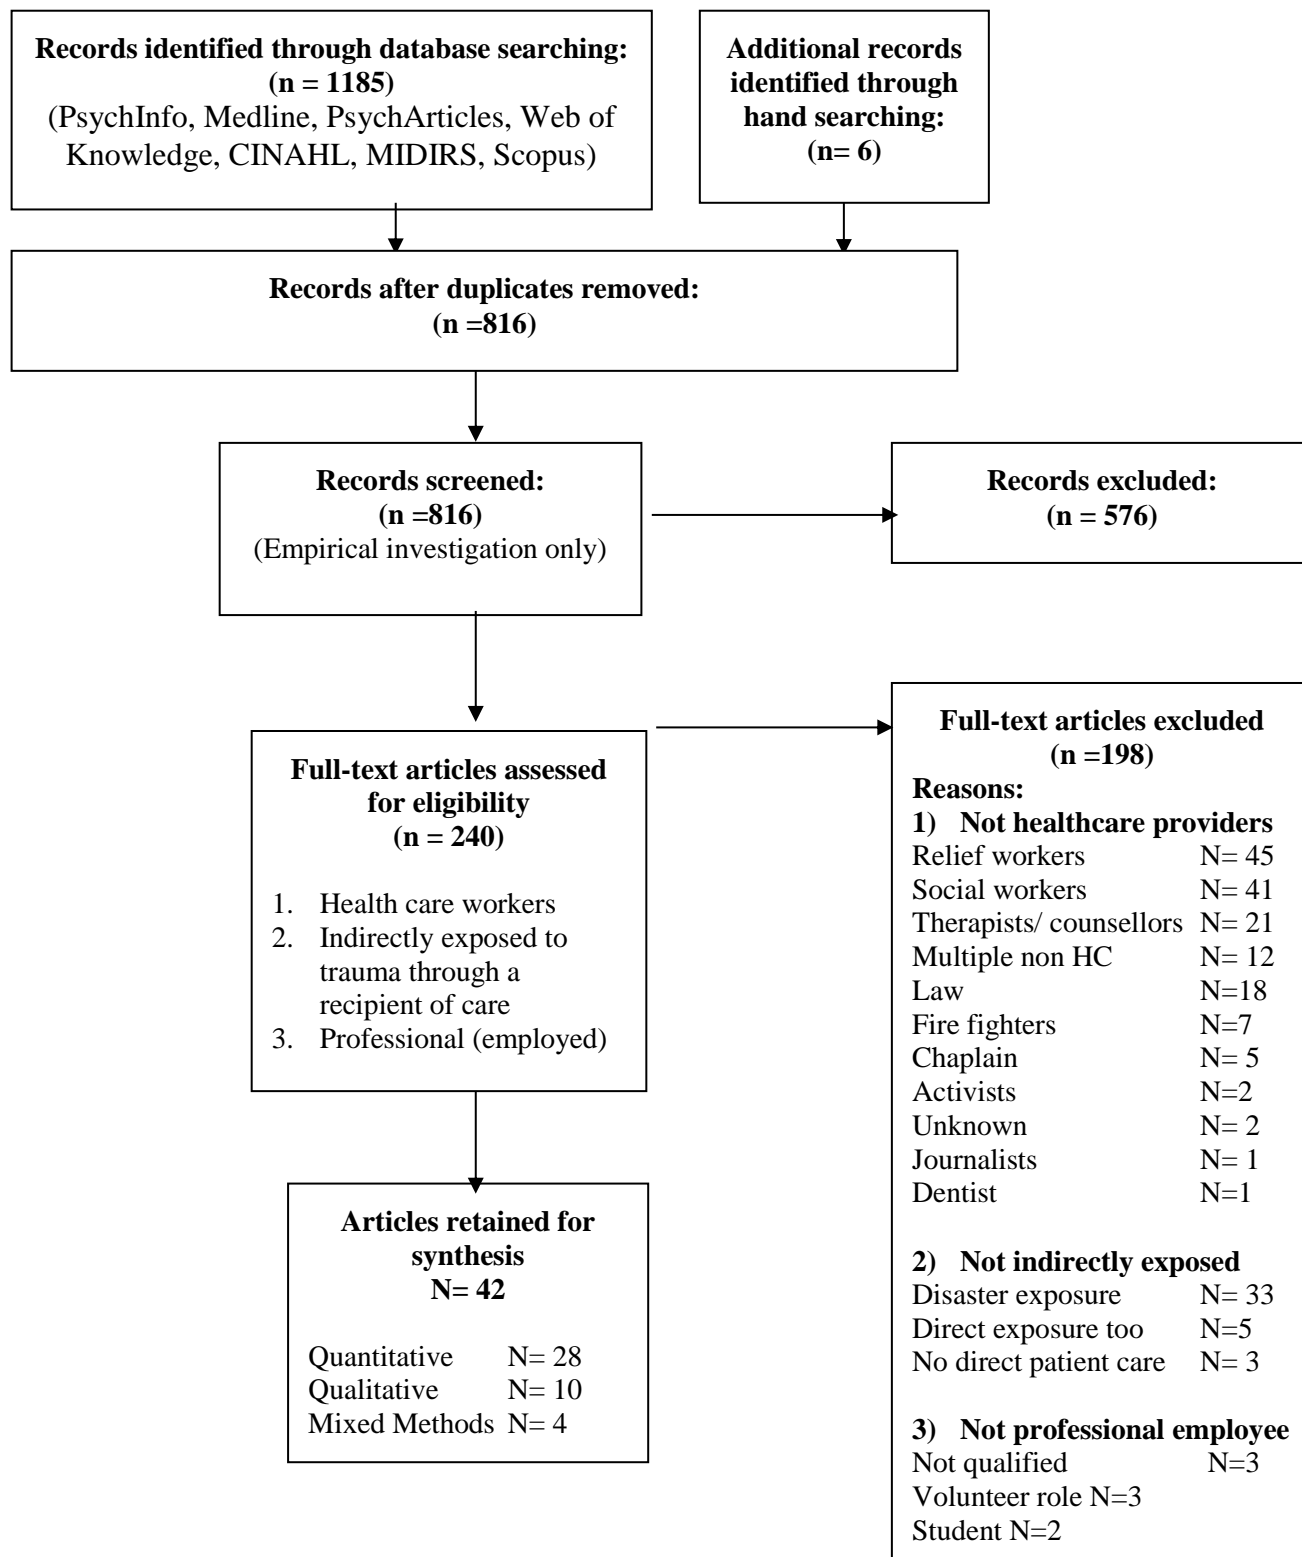 Records identified through database searching:
(n = 1185)
(PsychInfo, Medline, PsychArticles, Web of
Knowledge, CINAHL, MIDIRS, Scopus)
Additional records
identified through
hand searching:
(n= 6)
Records after duplicates removed:
(n =816)
Records screened:
(n =816)
(Empirical investigation only)
Records excluded:
(n = 576)
Full-text articles assessed
for eligibility
(n = 240)
1. Health care workers
2. Indirectly exposed to
trauma through a
recipient of care
3. Professional (employed)
Full-text articles excluded
(n =198)
Reasons:
1) Not healthcare providers
Relief workers N= 45
Social workers N= 41
Therapists/ counsellors N= 21
Multiple non HC N= 12
Law N=18
Fire fighters N=7
Chaplain N= 5
Activists N=2
Unknown N= 2
Journalists N= 1
Dentist N=1
2) Not indirectly exposed
Disaster exposure N= 33
Direct exposure too N=5
No direct patient care N= 3
3) Not professional employee
Not qualified N=3
Volunteer role N=3
Student N=2
Articles retained for
synthesis
N= 42
Quantitative N= 28
Qualitative N= 10
Mixed Methods N= 4